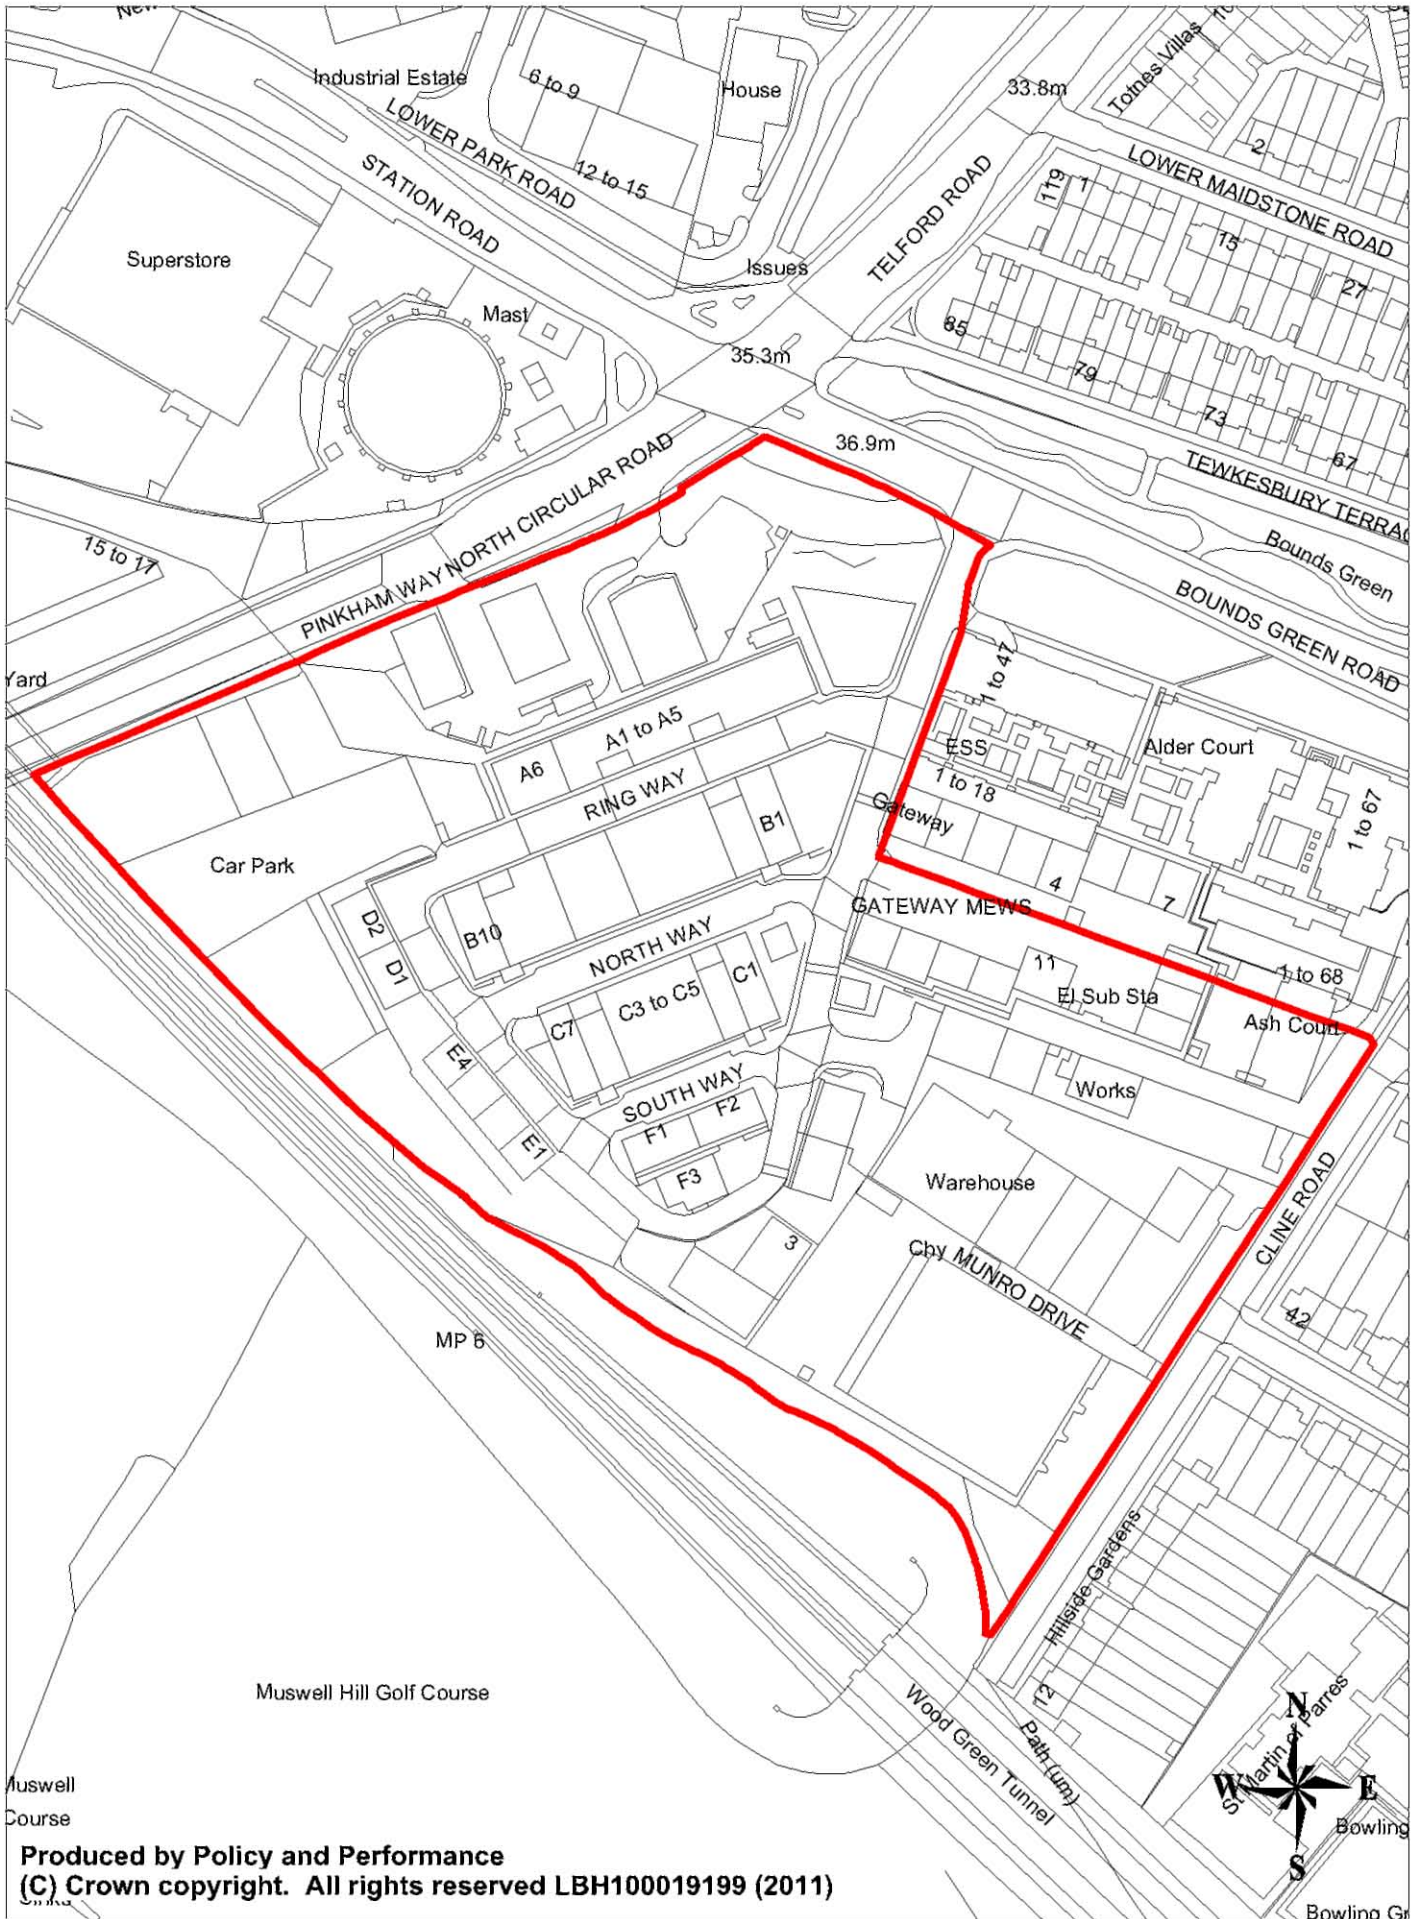 Industrial Estate
6 to 9
House
33.8m
Totnes Villas
10
LOWER PARK ROAD
12 to 15
STATION ROAD
2
LOWER MAIDSTONE ROAD
119
1
15
27
TELFORD ROAD
Superstore
Issues
Mast
85
79
73
67
35.3m
36.9m
TEWKESBURY TERRAC
Bounds Green
BOUNDS GREEN ROAD
15 to 17
PINKHAM WAY NORTH CIRCULAR ROAD
Yard
1 to 47
ESS
Alder Court
1 to 18
1 to 67
A1 to A5
A6
RING WAY
B1
Gateway
Car Park
4
7
GATEWAY MEWS
D2
D1
B10
NORTH WAY
11
1 to 68
C1
C3 to C5
C7
El Sub Sta
Ash Court
E4
SOUTH WAY
Works
F2
F1
E1
F3
Warehouse
CLINE ROAD
3
Chy MUNRO DRIVE
42
MP 6
Hillside Gardens
12
Muswell Hill Golf Course
Wood Green Tunnel
Path (um)
St Martin of Parres
N
W
E
S
Muswell
Course
Bowling
Produced by Policy and Performance
(C) Crown copyright. All rights reserved LBH100019199 (2011)
Bowling Gr